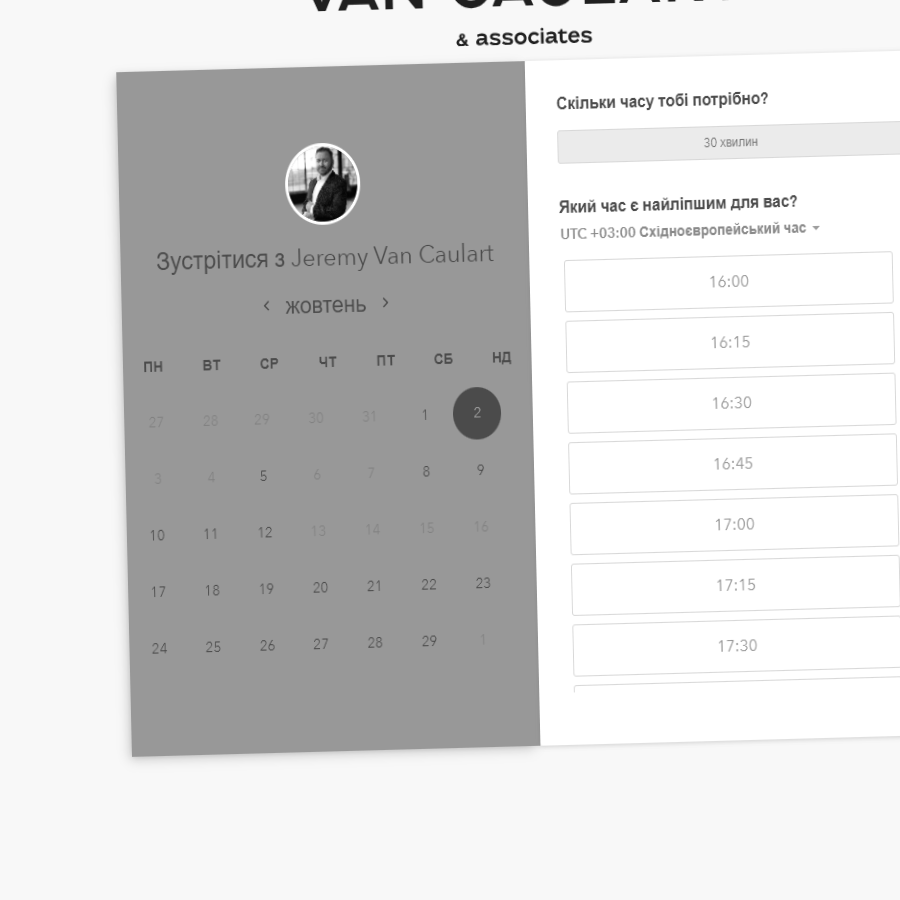 VAN CAULART
& associates
Зустрітися з Jeremy Van Caulart
‹ жовтень ›
ПН ВТ СР ЧТ ПТ СБ НД
27 28 29 30 31 1 2
3 4 5 6 7 8 9
10 11 12 13 14 15 16
17 18 19 20 21 22 23
24 25 26 27 28 29 1
Скільки часу тобі потрібно?
30 хвилин
Який час є найліпшим для вас?
UTC +03:00 Східноєвропейський час
16:00
16:15
16:30
16:45
17:00
17:15
17:30